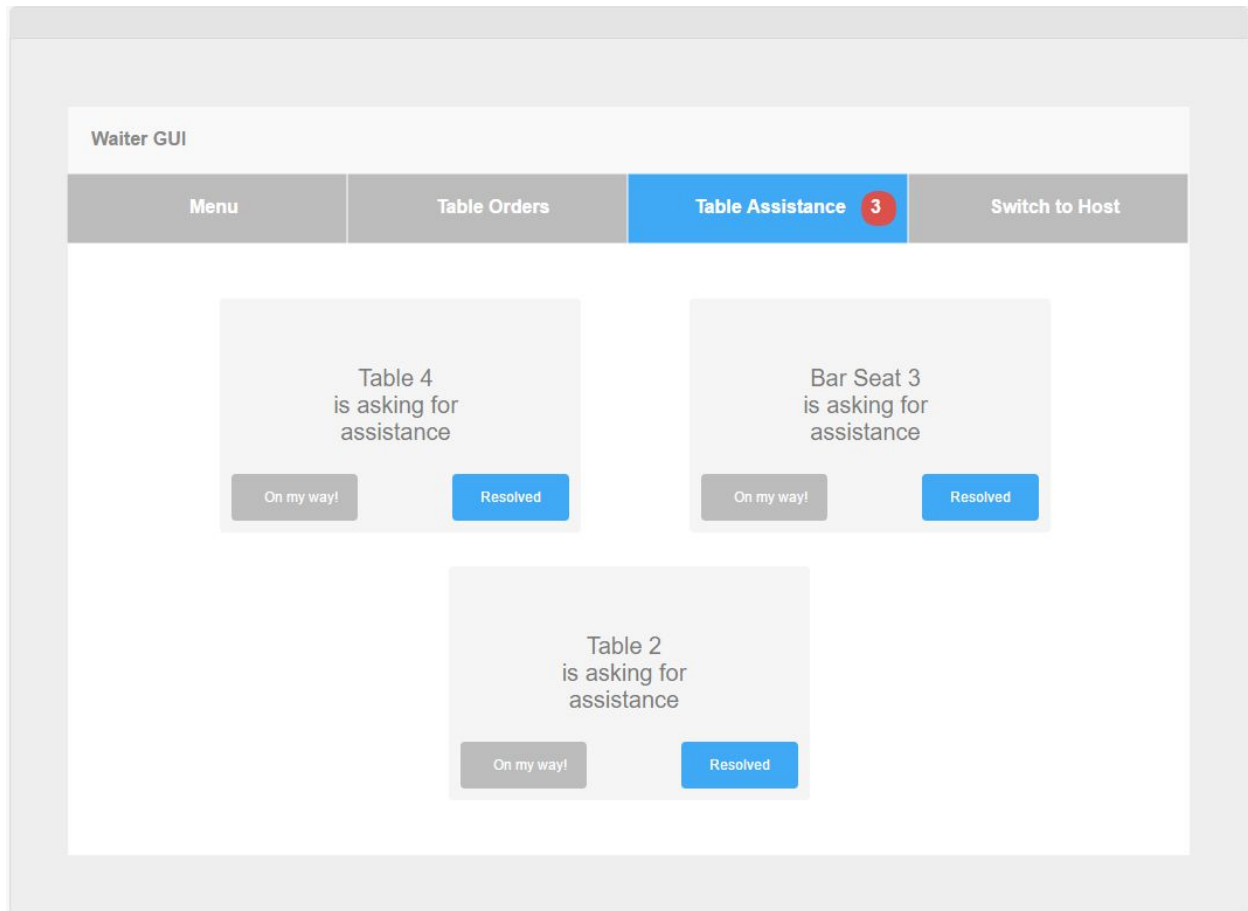 Waiter GUI
Menu Table Orders Table Assistance 3 Switch to Host
Table 4
is asking for
assistance
On my way! Resolved
Bar Seat 3
is asking for
assistance
On my way! Resolved
Table 2
is asking for
assistance
On my way! Resolved